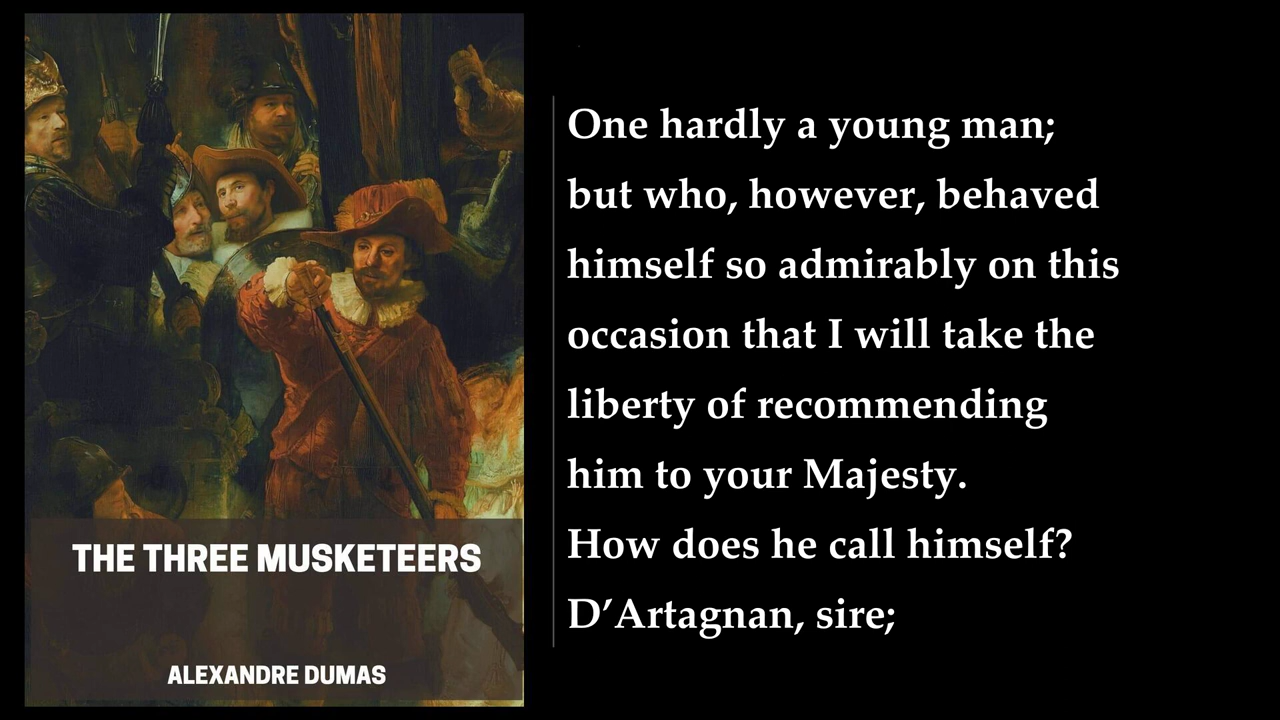 THE THREE MUSKETEERS
ALEXANDRE DUMAS
One hardly a young man;
but who, however, behaved
himself so admirably on this
occasion that I will take the
liberty of recommending
him to your Majesty.
How does he call himself?
D’Artagnan, sire;